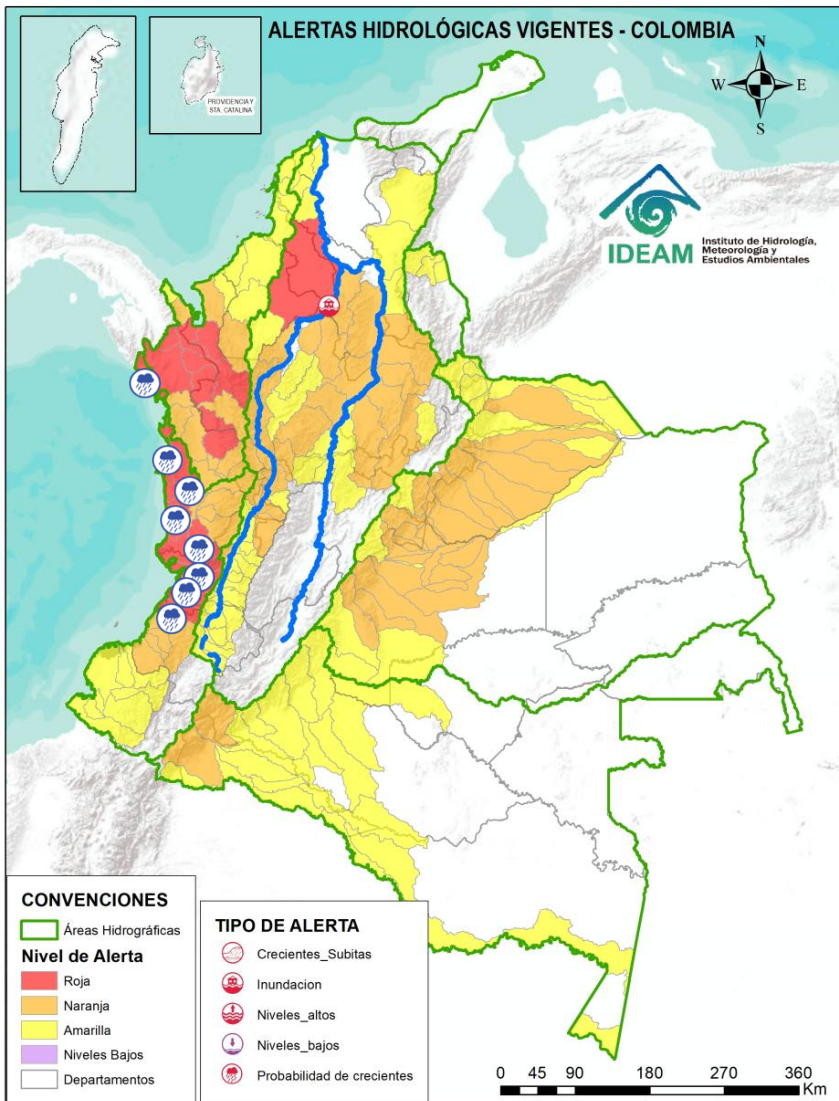 ALERTAS HIDROLÓGICAS VIGENTES - COLOMBIA
PROVIDENCIA Y
STA. CATALINA
N
W
E
S
IDEAM
Instituto de Hidrología,
Meteorología y
Estudios Ambientales
CONVENCIONES
Áreas Hidrográficas
Nivel de Alerta
Roja
Naranja
Amarilla
Niveles Bajos
Departamentos
TIPO DE ALERTA
Crecientes_Subitas
Inundacion
Niveles_altos
Niveles_bajos
Probabilidad de crecientes
0 45 90 180 270 360
Km